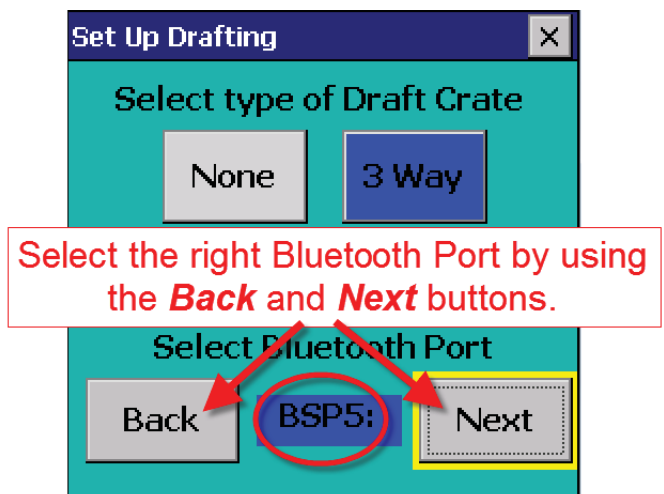 Set Up Drafting
Select type of Draft Crate
None 3 Way
Select the right Bluetooth Port by using
the Back and Next buttons.
Select Bluetooth Port
Back BSP5: Next